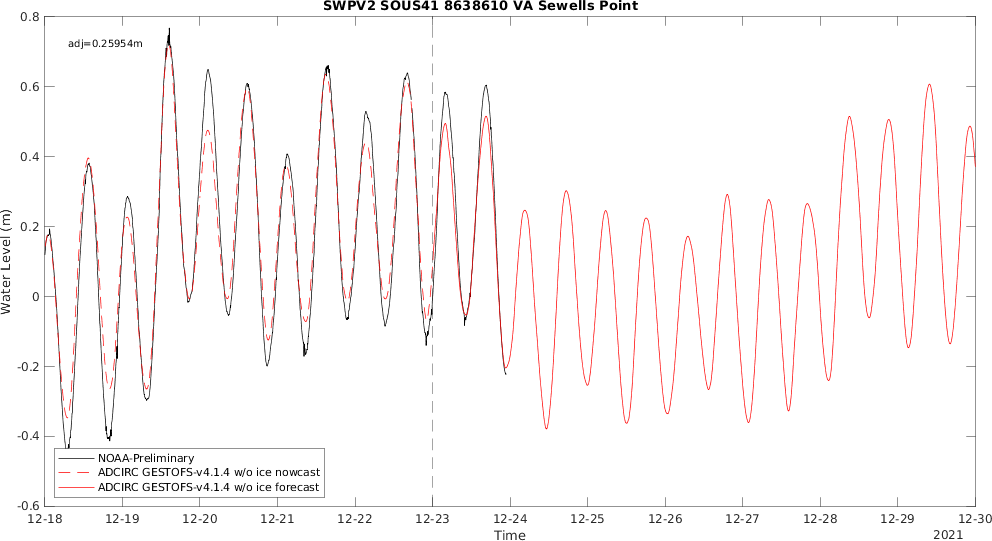 SWPV2 SOUS41 8638610 VA Sewells Point
adj=0.25954m
0.8
0.6
0.4
0.2
0
-0.2
-0.4
-0.6
Water Level (m)
NOAA-Preliminary
ADCIRC GESTOFS-v4.1.4 w/o ice nowcast
ADCIRC GESTOFS-v4.1.4 w/o ice forecast
12-18 12-19 12-20 12-21 12-22 12-23 12-24 12-25 12-26 12-27 12-28 12-29 12-30
Time
2021